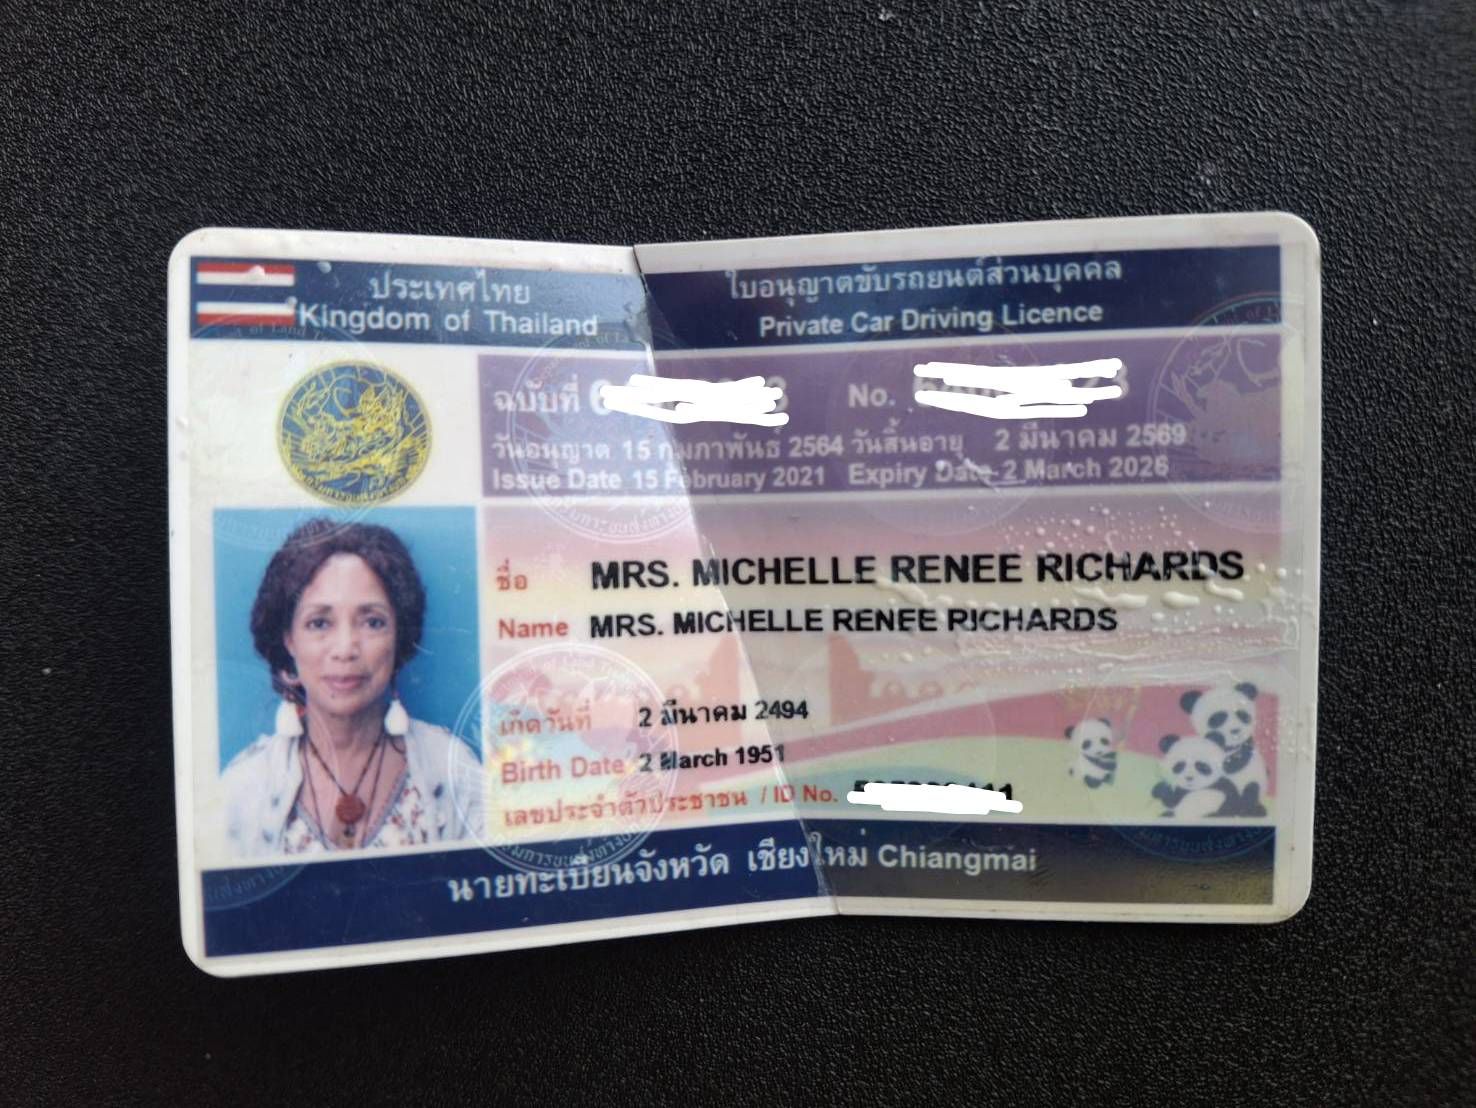 ประเทศไทย
Kingdom of Thailand
ใบอนุญาตขับรถยนต์ส่วนบุคคล
Private Car Driving Licence
ฉบับที่
No.
วันอนุญาต 15 กุมภาพันธ์ 2564 วันสิ้นอายุ 2 มีนาคม 2569
Issue Date 15 February 2021 Expiry Date 2 March 2026
ชื่อ MRS. MICHELLE RENEE RICHARDS
Name MRS. MICHELLE RENEE RICHARDS
เกิดวันที่ 2 มีนาคม 2494
Birth Date 2 March 1951
เลขประจำตัวประชาชน / ID No.
นายทะเบียนจังหวัด เชียงใหม่ Chiangmai